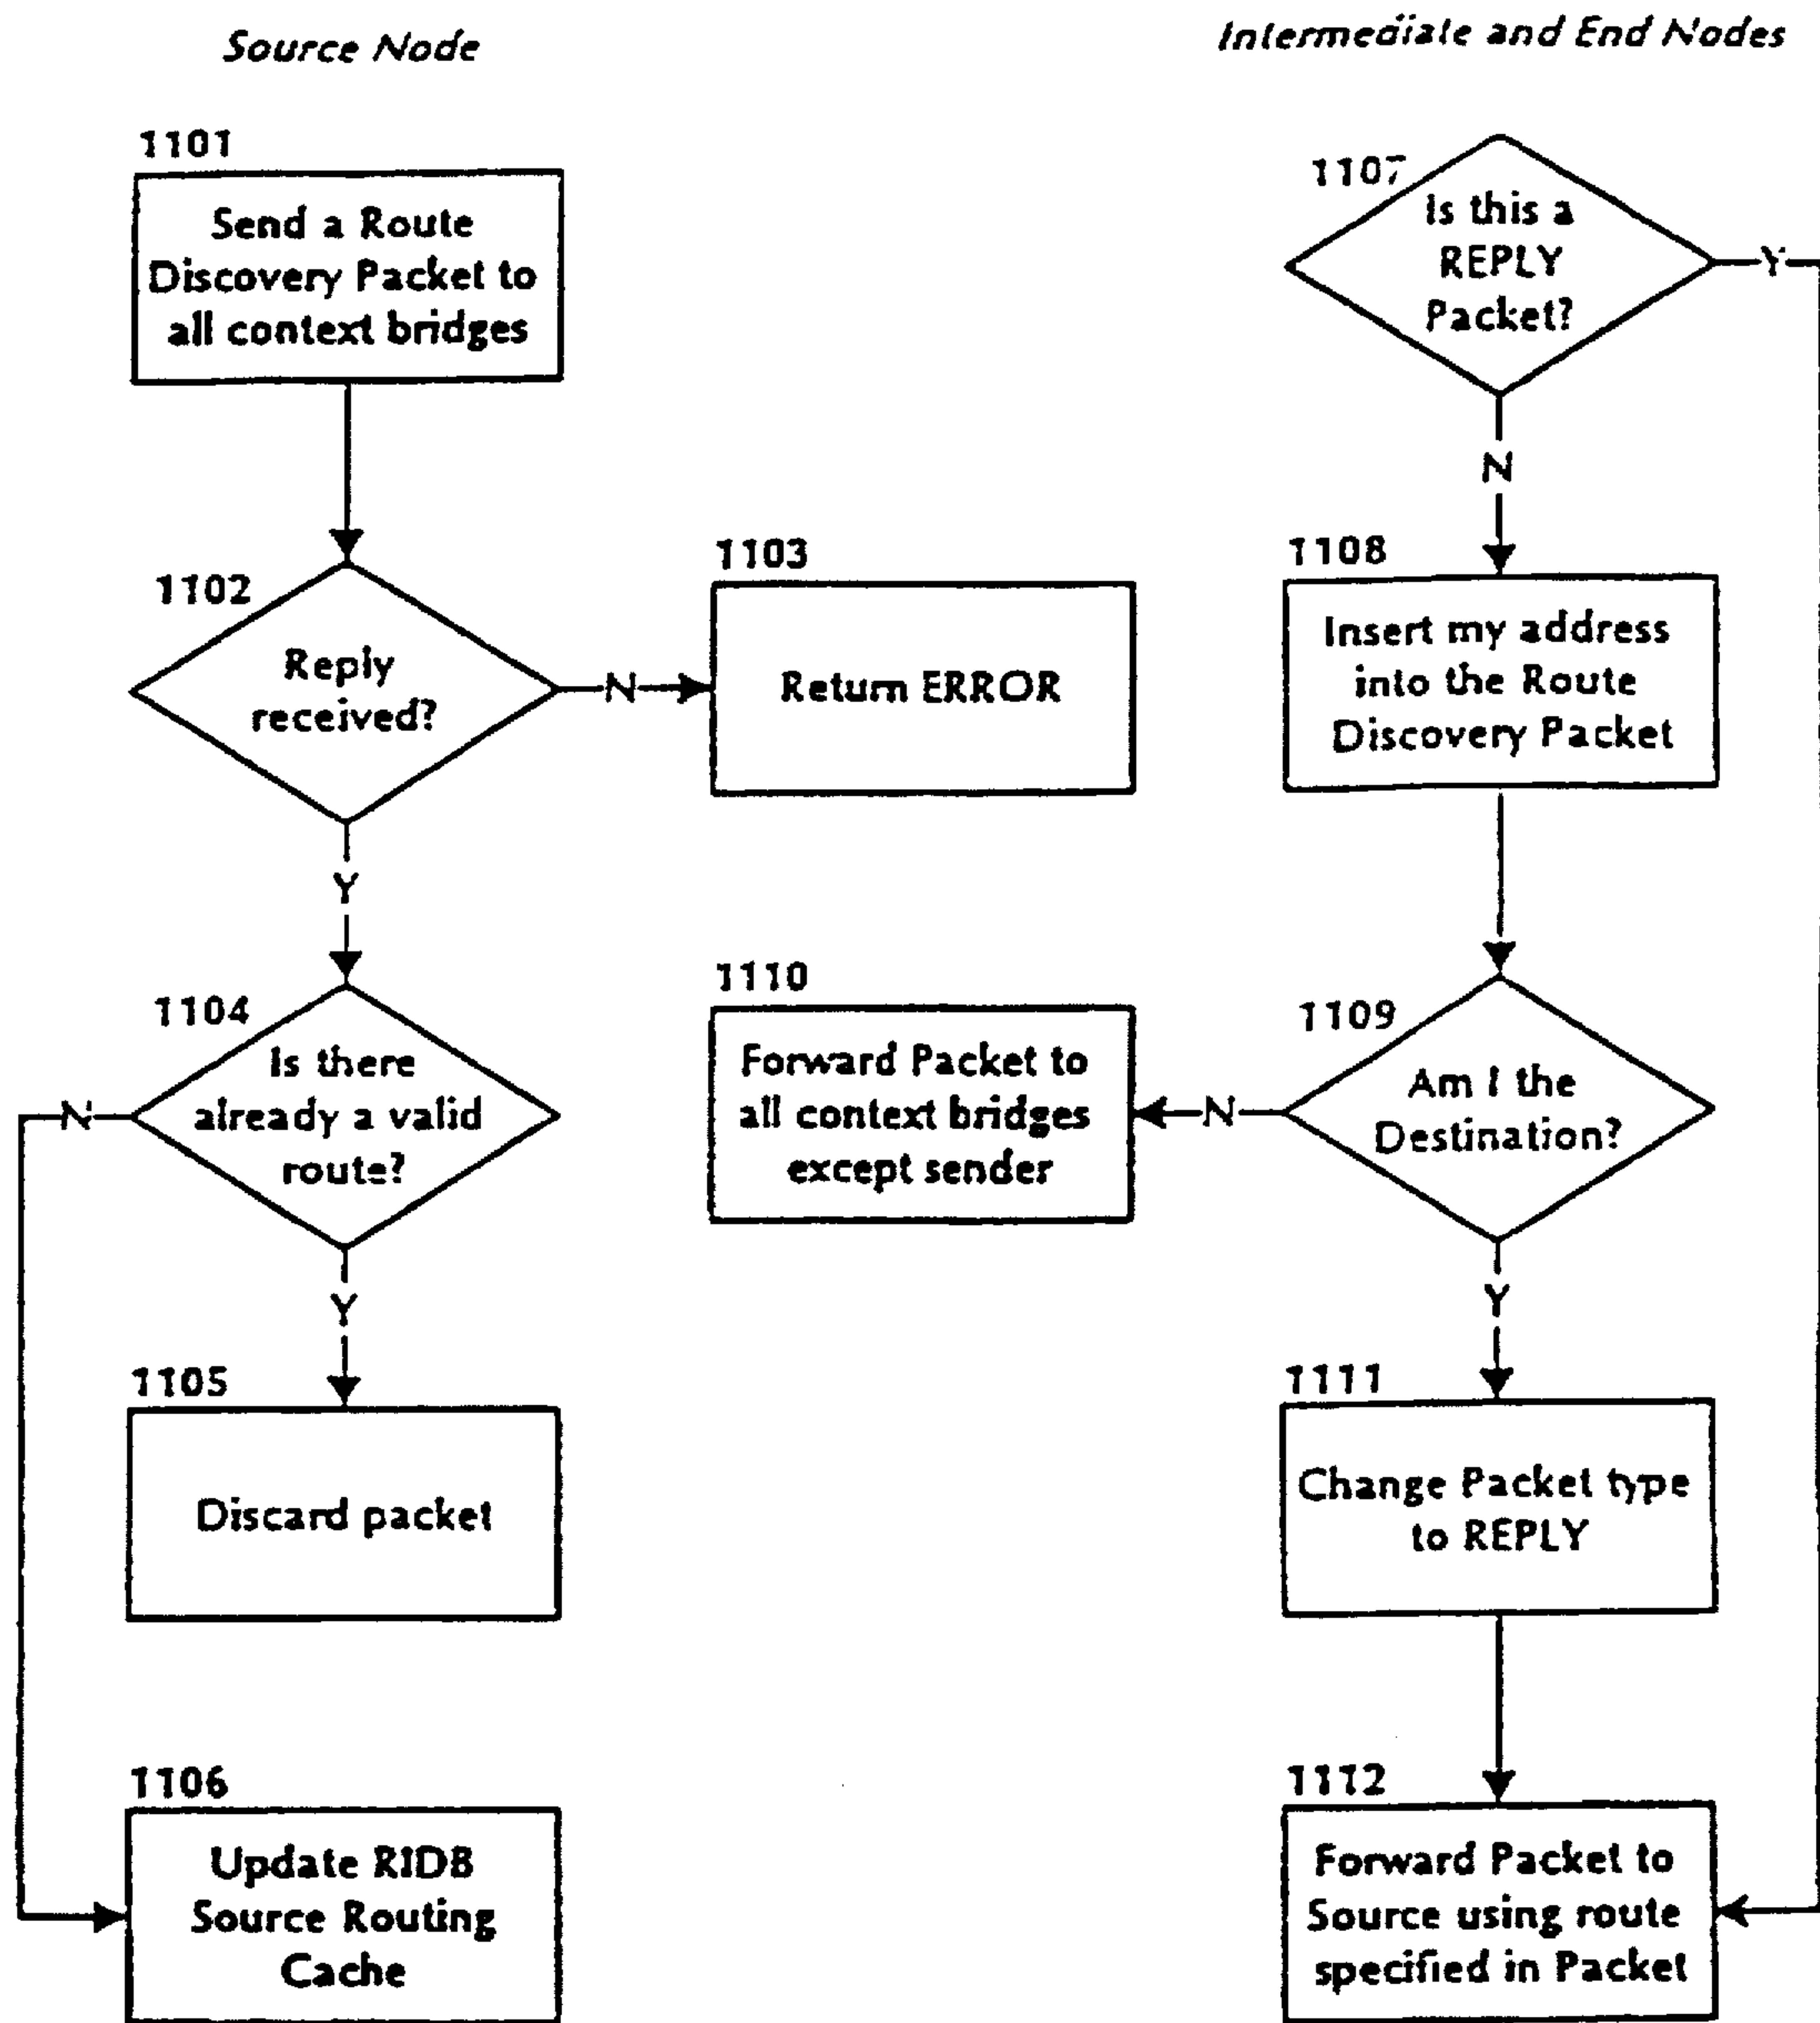 Source Node
1101
Send a Route
Discovery Packet to
all context bridges
1102
Reply
received?
N
1103
Return ERROR
Y
1104
Is there
already a valid
route?
N
Y
1105
Discard packet
1106
Update RIDB
Source Routing
Cache
Intermediate and End Nodes
1107
Is this a
REPLY
Packet?
Y
N
1108
Insert my address
into the Route
Discovery Packet
1109
Am I the
Destination?
N
1110
Forward Packet to
all context bridges
except sender
Y
1111
Change Packet type
to REPLY
1112
Forward Packet to
Source using route
specified in Packet